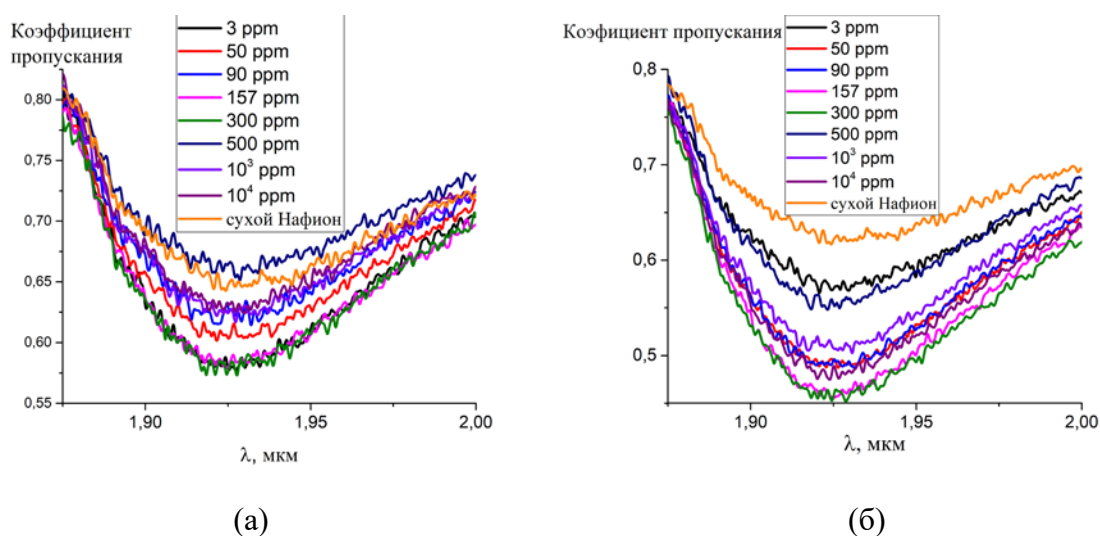 Коэффициент
пропускания
3 ppm
50 ppm
90 ppm
157 ppm
300 ppm
500 ppm
10³ ppm
10⁴ ppm
сухой Нафион
0,80
0,75
0,70
0,65
0,60
0,55
1,90
1,95
2,00
λ, мкм
(а)
Коэфициент пропускания
3 ppm
50 ppm
90 ppm
157 ppm
300 ppm
500 ppm
10³ ppm
10⁴ ppm
сухой Нафион
0,8
0,7
0,6
0,5
1,90
1,95
2,00
λ, мкм
(б)